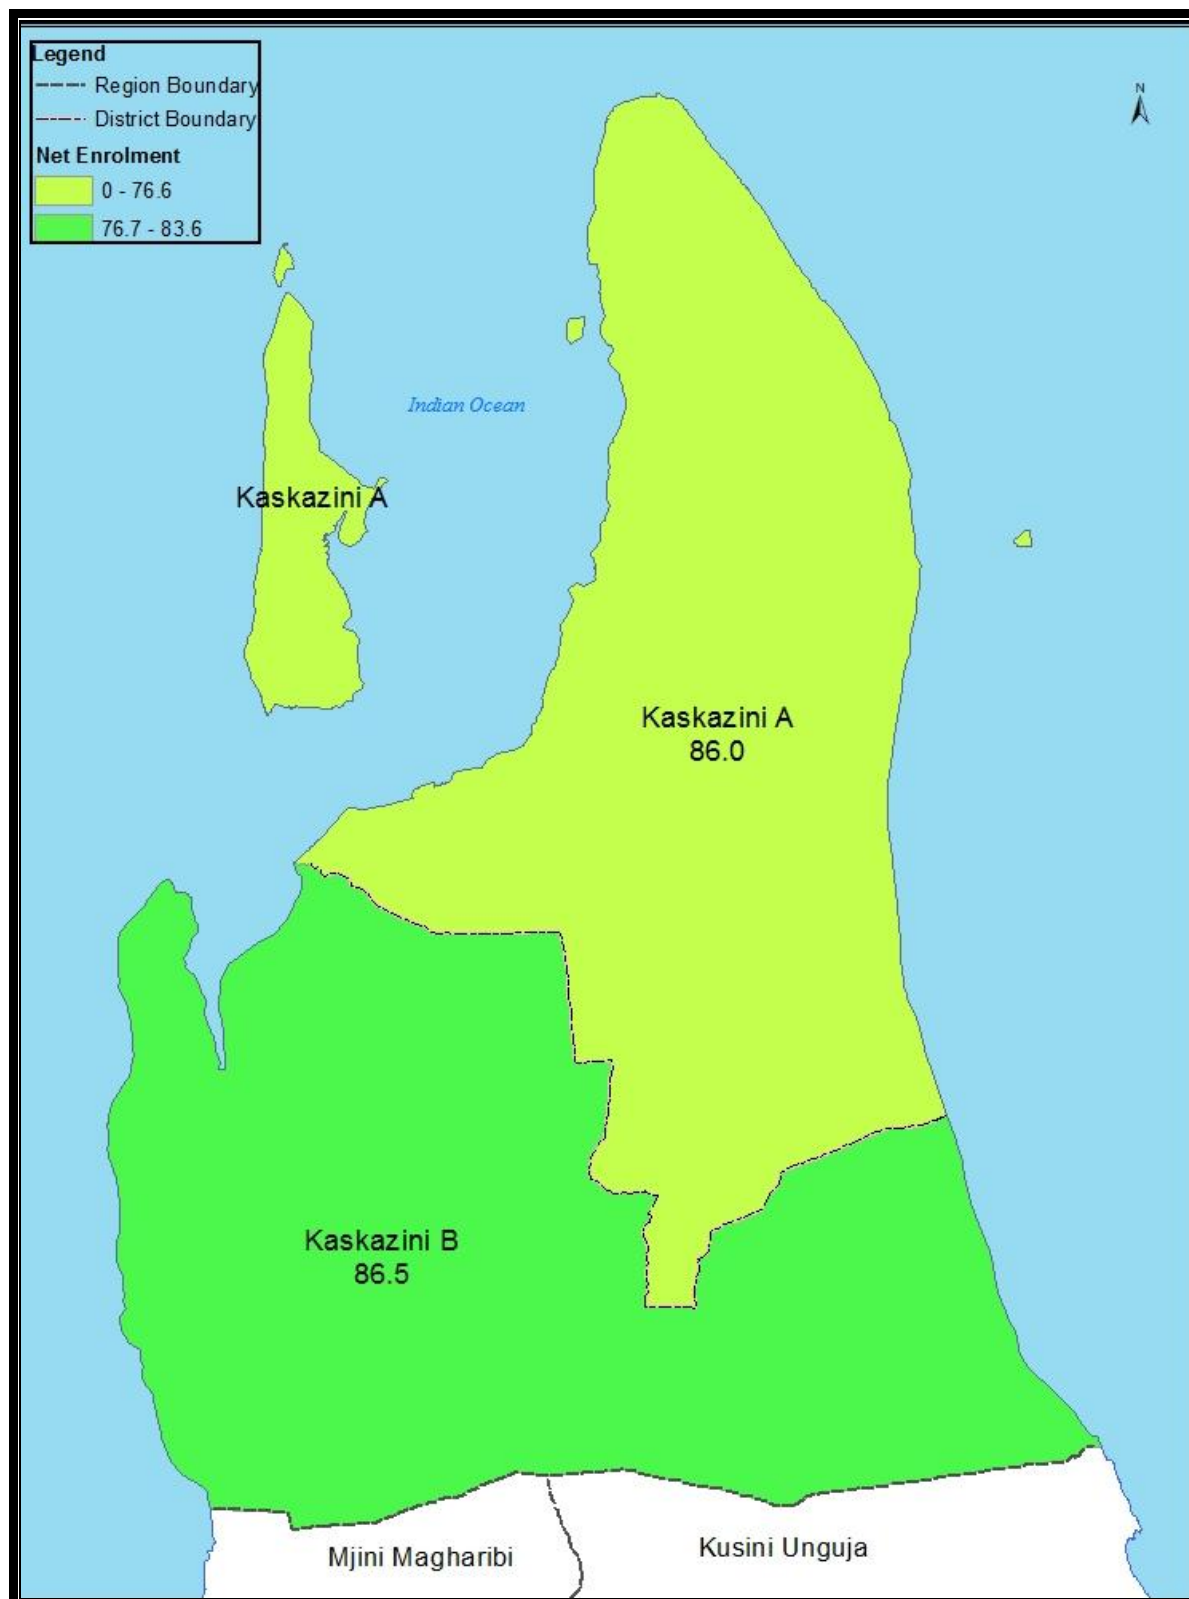 Legend
Region Boundary
District Boundary
Net Enrolment
0 - 76.6
76.7 - 83.6
N
Indian Ocean
Kaskazini A
Kaskazini A
86.0
Kaskazini B
86.5
Mjini Magharibi
Kusini Unguja